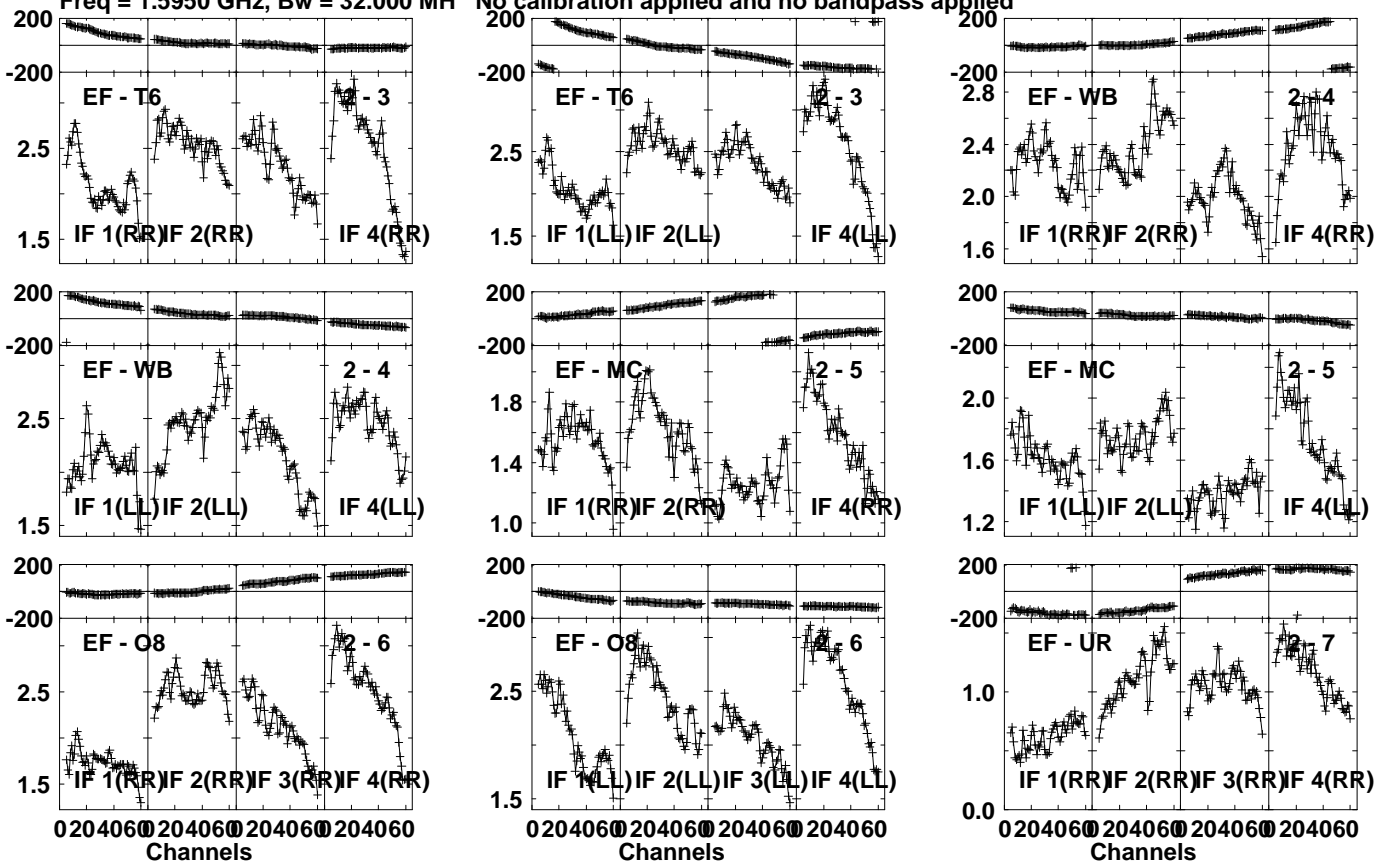 Freq = 1.5950 GHz, Bw = 32.000 MH No calibration applied and no bandpass applied
200 200 200
-200 -200 -200
EF - T6 2 - 3 EF - T6 2 - 3 EF - WB 2 - 4
2.8
2.5 2.5 2.4
2.0
1.5 1.5 1.6
IF 1(RR) IF 2(RR) IF 4(RR) IF 1(LL) IF 2(LL) IF 4(LL) IF 1(RR) IF 2(RR) IF 4(RR)
200 200 200
-200 -200 -200
EF - WB 2 - 4 EF - MC 2 - 5 EF - MC 2 - 5
2.5 1.8 2.0
1.4 1.6
1.5 1.0 1.2
IF 1(LL) IF 2(LL) IF 4(LL) IF 1(RR) IF 2(RR) IF 4(RR) IF 1(LL) IF 2(LL) IF 4(LL)
200 200 200
-200 -200 -200
EF - O8 2 - 6 EF - O8 2 - 6 EF - UR 2 - 7
2.5 2.5 1.0
1.5 1.5 0.0
IF 1(RR) IF 2(RR) IF 3(RR) IF 4(RR) IF 1(LL) IF 2(LL) IF 3(LL) IF 4(LL) IF 1(RR) IF 2(RR) IF 3(RR) IF 4(RR)
0 20 40 60 0 20 40 60 0 20 40 60 0 20 40 60 0 20 40 60 0 20 40 60 0 20 40 60 0 20 40 60 0 20 40 60 0 20 40 60 0 20 40 60 0 20 40 60
Channels Channels Channels